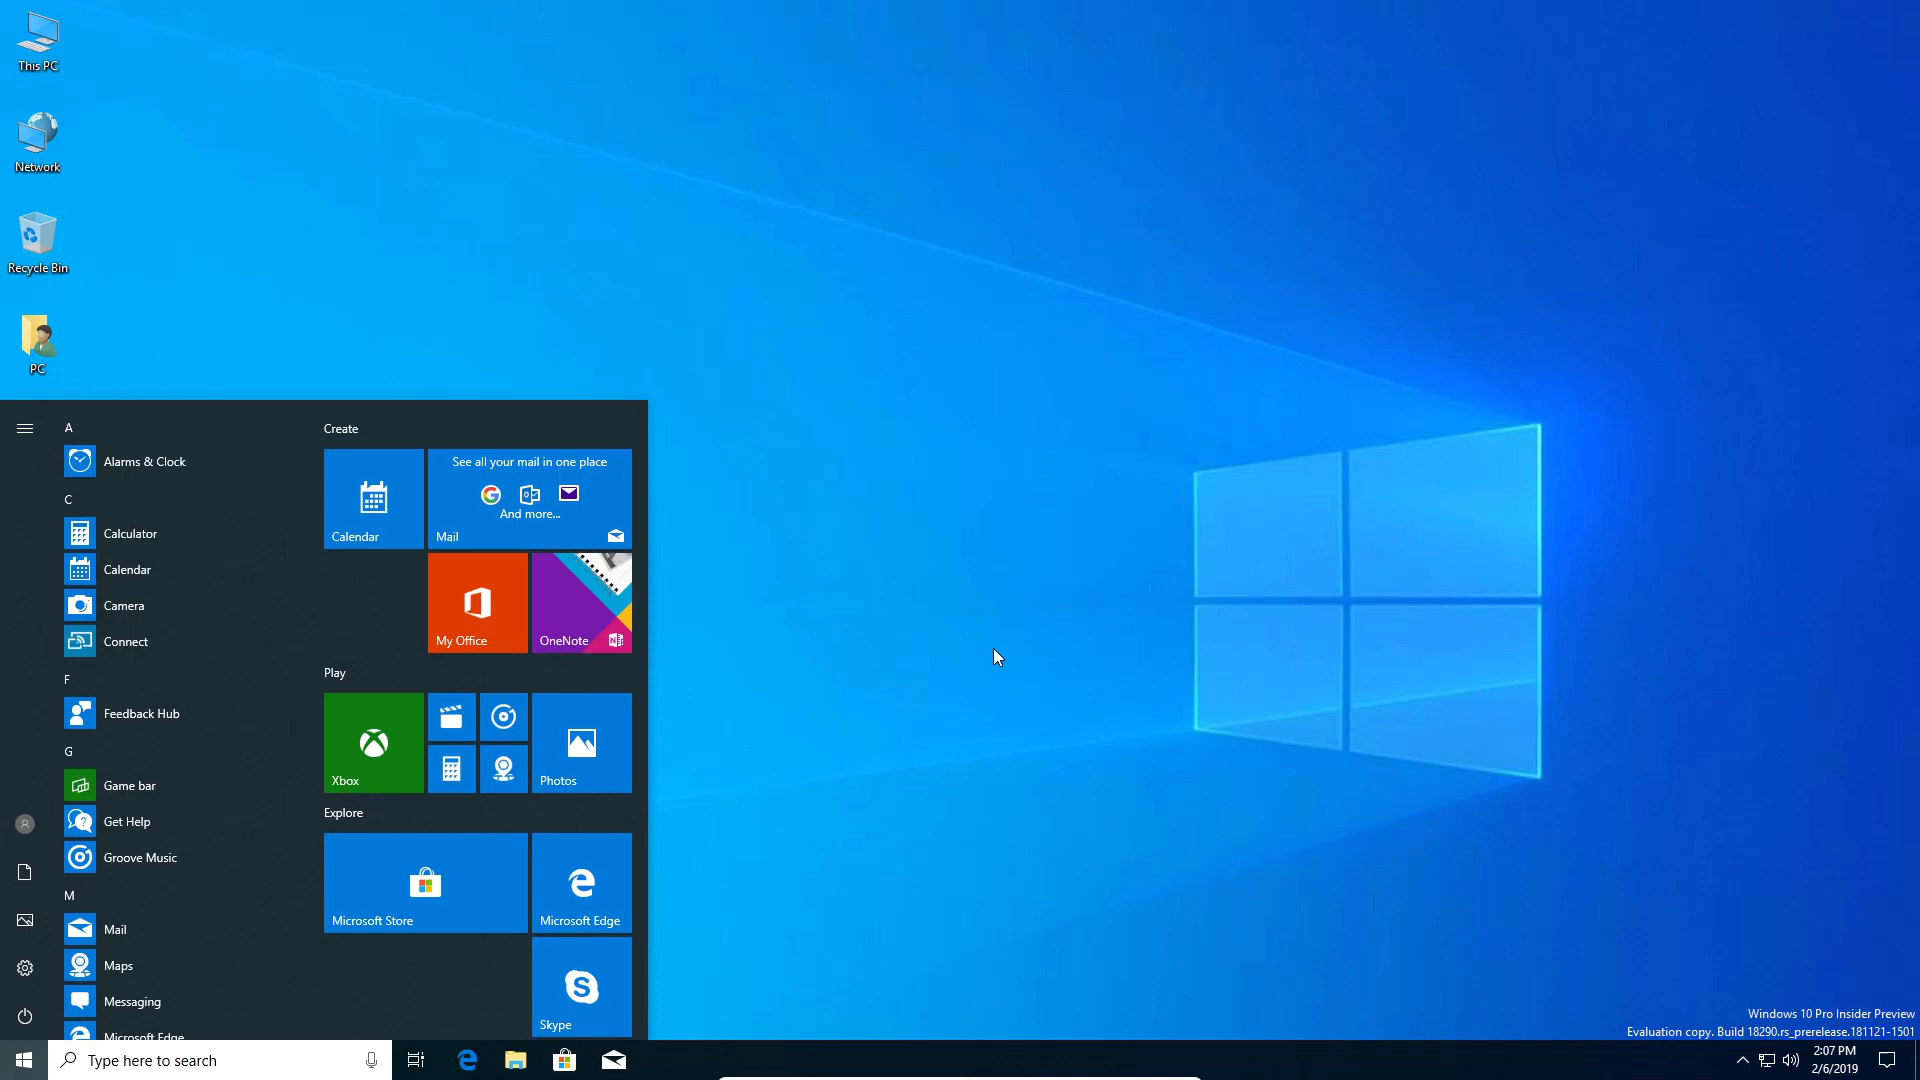 This PC
Network
Recycle Bin
PC
A
Alarms & Clock
C
Calculator
Calendar
Camera
Connect
F
Feedback Hub
G
Game bar
Get Help
Groove Music
M
Mail
Maps
Messaging
Microsoft Edge
Create
See all your mail in one place
And more...
Calendar
Mail
My Office
OneNote
Play
Xbox
Photos
Explore
Microsoft Store
Microsoft Edge
Skype
Windows 10 Pro Insider Preview
Evaluation copy. Build 18290.rs_prerelease.181121-1501
Type here to search
2:07 PM
2/6/2019